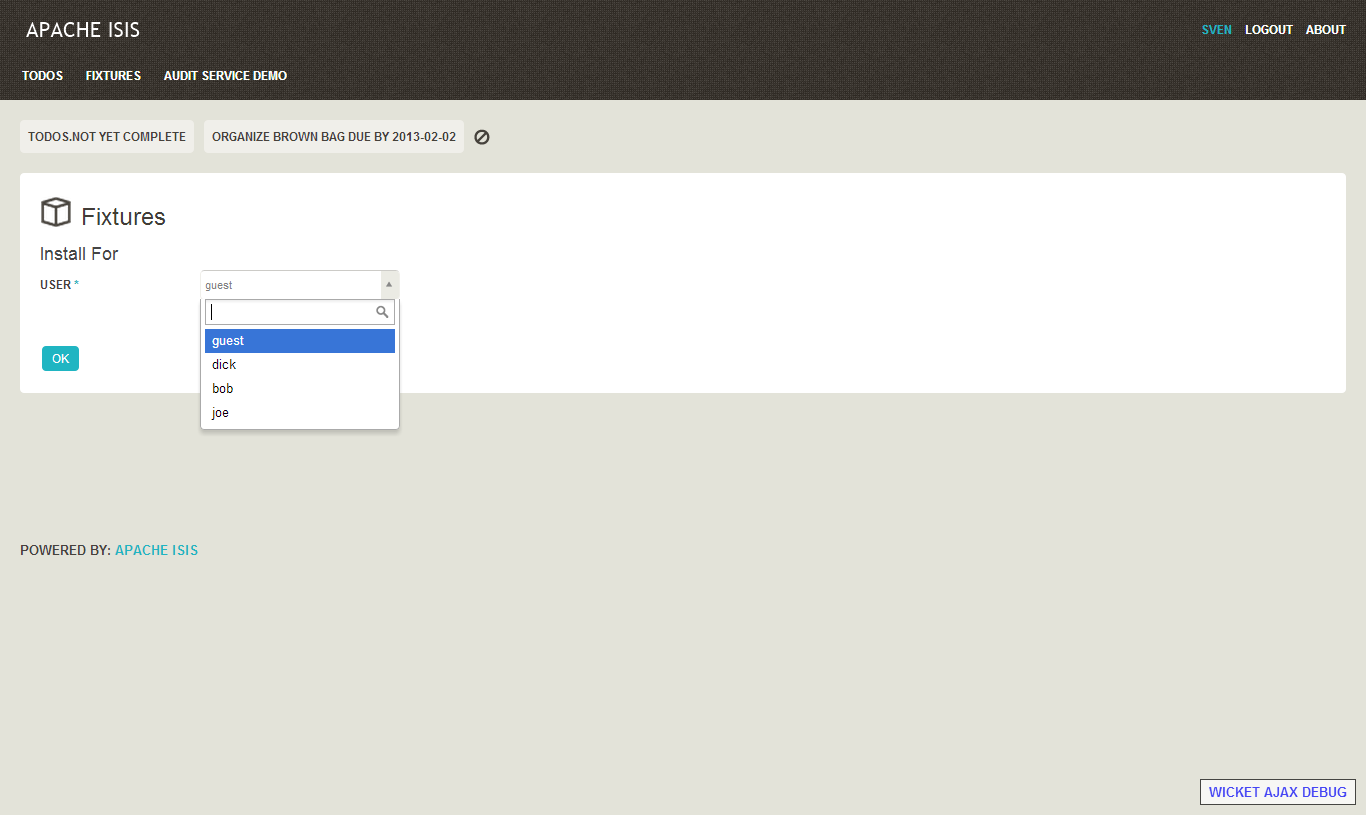 APACHE ISIS
SVEN LOGOUT ABOUT
TODOS FIXTURES AUDIT SERVICE DEMO
TODOS.NOT YET COMPLETE ORGANIZE BROWN BAG DUE BY 2013-02-02
Fixtures
Install For
USER * guest
guest
dick
bob
joe
OK
POWERED BY: APACHE ISIS
WICKET AJAX DEBUG